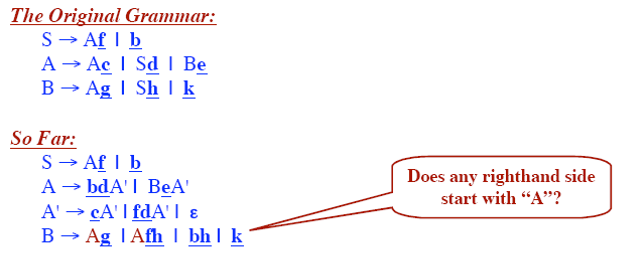 The Original Grammar:
S → Af | b
A → Ac | Sd | Be
B → Ag | Sh | k
So Far:
S → Af | b
A → bdA' | BeA'
A' → cA' | fdA' | ε
B → Ag | Afh | bh | k
Does any righthand side
start with “A”?